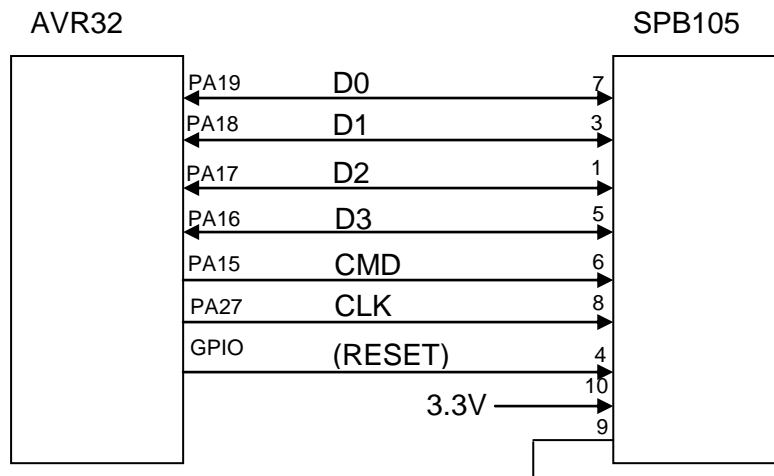 AVR32 SPB105
PA19 D0 7
PA18 D1 3
PA17 D2 1
PA16 D3 5
PA15 CMD 6
PA27 CLK 8
GPIO (RESET) 4
3.3V 10
9